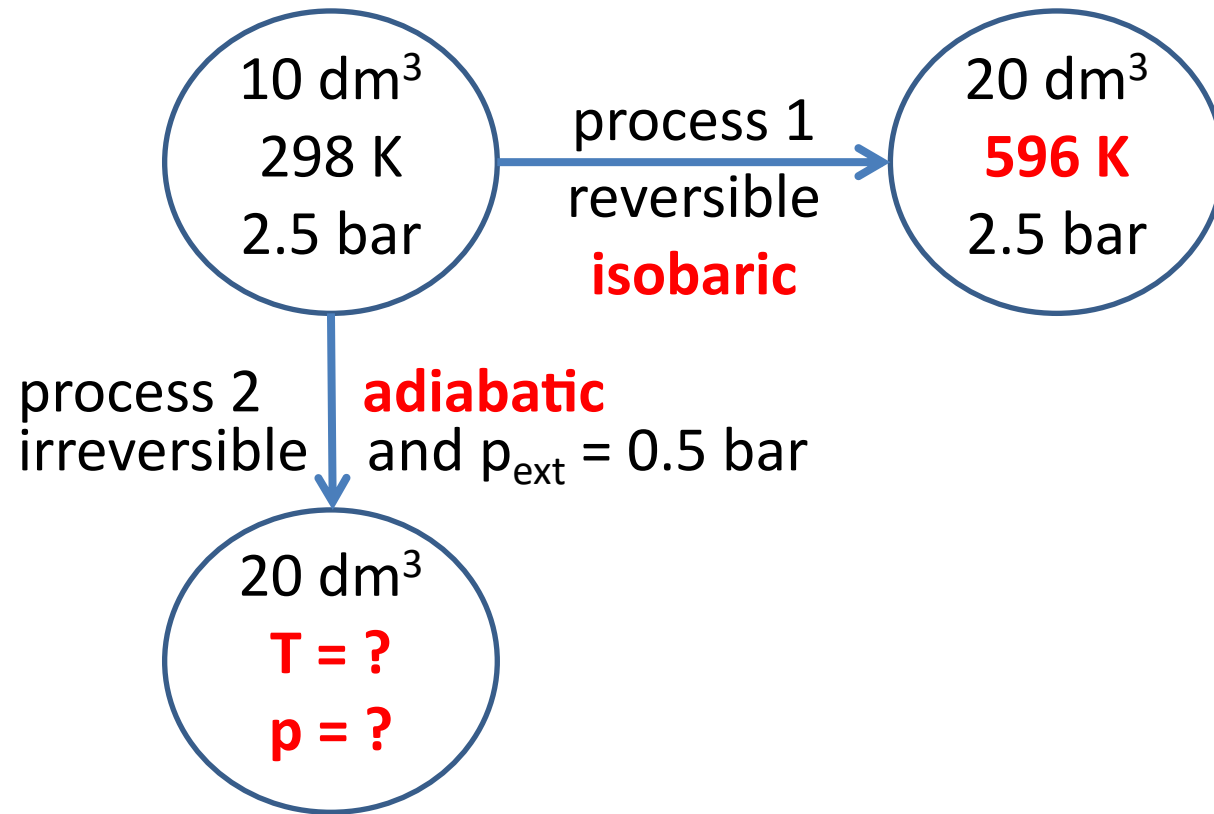 10 dm³
298 K
2.5 bar
process 1
reversible
isobaric
20 dm³
596 K
2.5 bar
process 2 adiabatic
irreversible and pₑₓₜ = 0.5 bar
20 dm³
T = ?
p = ?